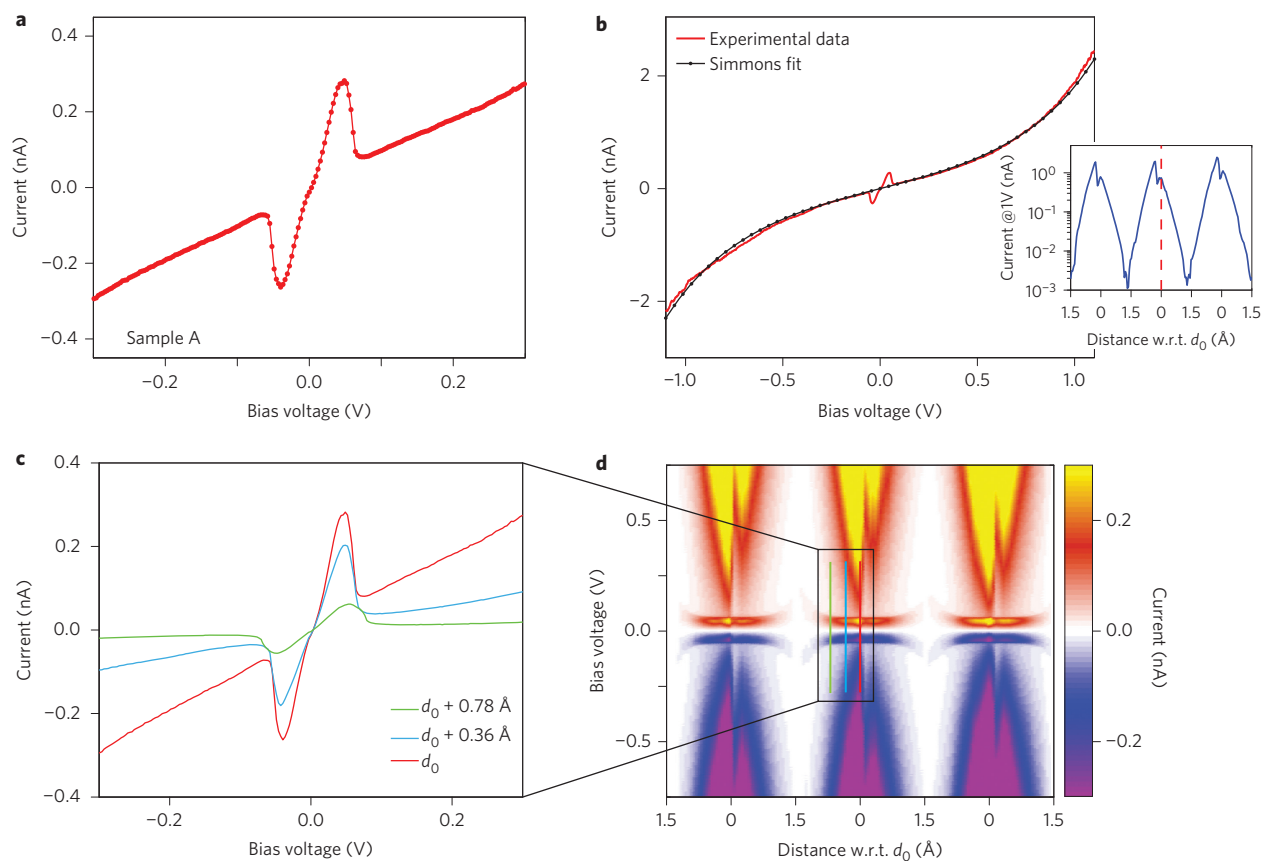 a
0.4
0.2
0.0
−0.2
−0.4
Current (nA)
Sample A
−0.2
0.0
0.2
Bias voltage (V)
b
Experimental data
Simmons fit
2
0
−2
Current (nA)
−1.0
−0.5
0.0
0.5
1.0
Bias voltage (V)
10⁰
10⁻¹
10⁻²
10⁻³
Current @1V (nA)
1.5 0 1.5 0 1.5 0 1.5
Distance w.r.t. d₀ (Å)
c
0.4
0.2
0.0
−0.2
−0.4
Current (nA)
d₀ + 0.78 Å
d₀ + 0.36 Å
d₀
−0.2
0.0
0.2
Bias voltage (V)
d
0.5
0.0
−0.5
Bias voltage (V)
1.5 0 1.5 0 1.5 0 1.5
Distance w.r.t. d₀ (Å)
0.2
0.0
−0.2
Current (nA)